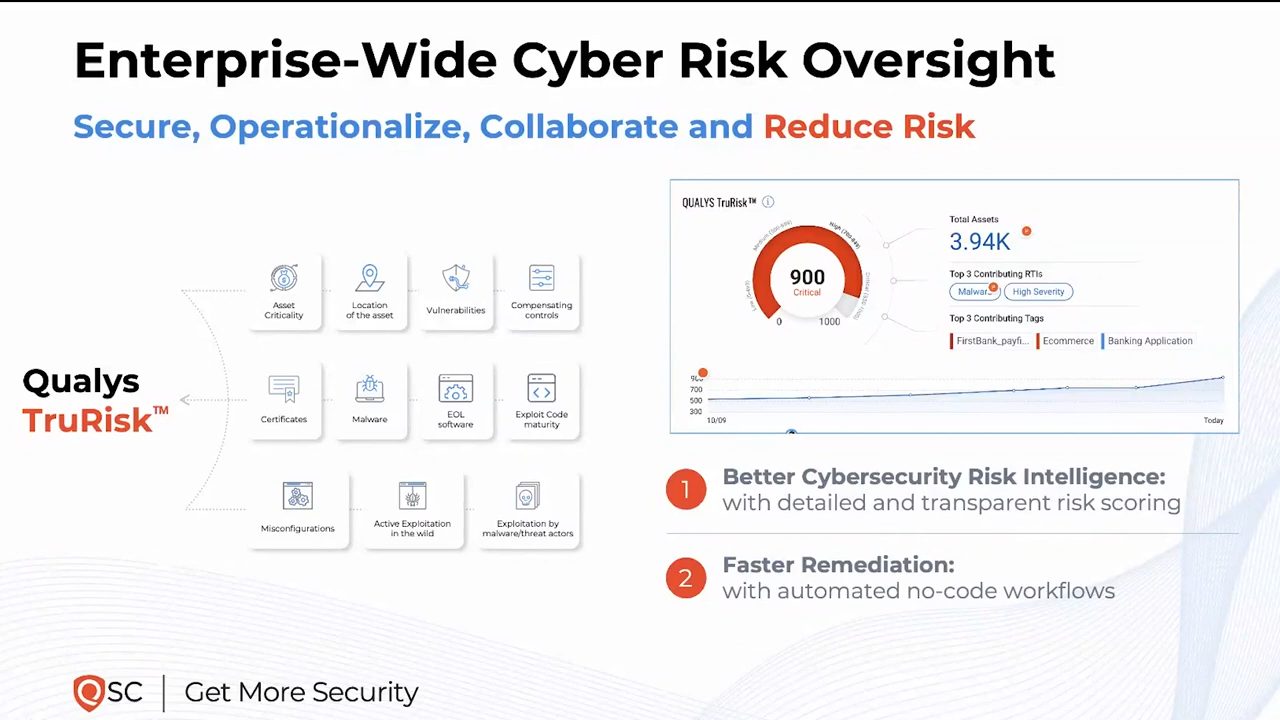 Enterprise-Wide Cyber Risk Oversight
Secure, Operationalize, Collaborate and Reduce Risk
Qualys
TruRisk™
Asset
Criticality
Location
of the asset
Vulnerabilities
Compensating
controls
Certificates
Malware
EOL
software
Exploit Code
maturity
Misconfigurations
Active Exploitation
in the wild
Exploitation by
malware/threat actors
QUALYS TruRisk™
900
Critical
0
1000
Total Assets
3.94K
Top 3 Contributing RTIs
High Severity
Top 3 Contributing Tags
FirstBank_payfi...
Ecommerce
Banking Application
700
500
300
10/09
Today
1
Better Cybersecurity Risk Intelligence:
with detailed and transparent risk scoring
2
Faster Remediation:
with automated no-code workflows
QSC
Get More Security